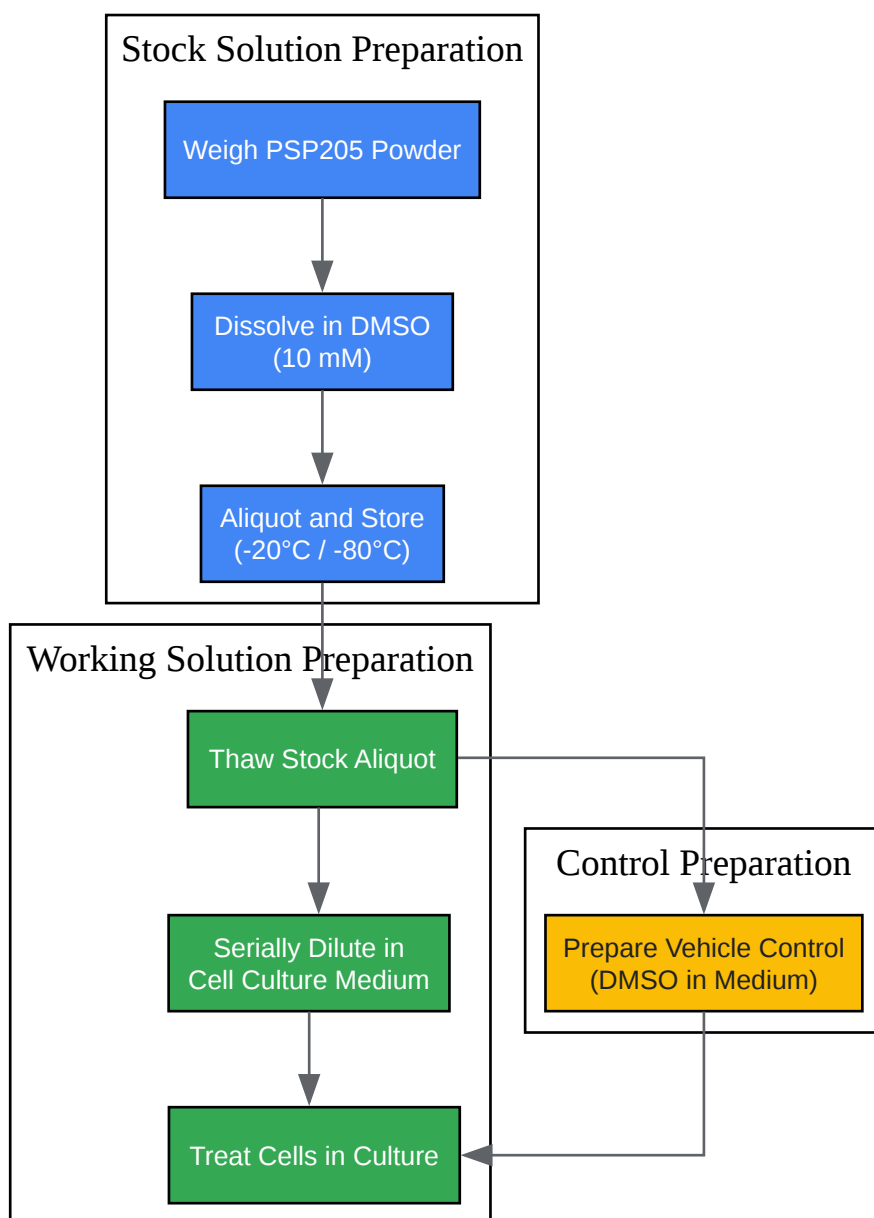 Stock Solution Preparation
Weigh PSP205 Powder
Dissolve in DMSO
(10 mM)
Aliquot and Store
(-20°C / -80°C)
Working Solution Preparation
Thaw Stock Aliquot
Control Preparation
Serially Dilute in
Cell Culture Medium
Prepare Vehicle Control
(DMSO in Medium)
Treat Cells in Culture